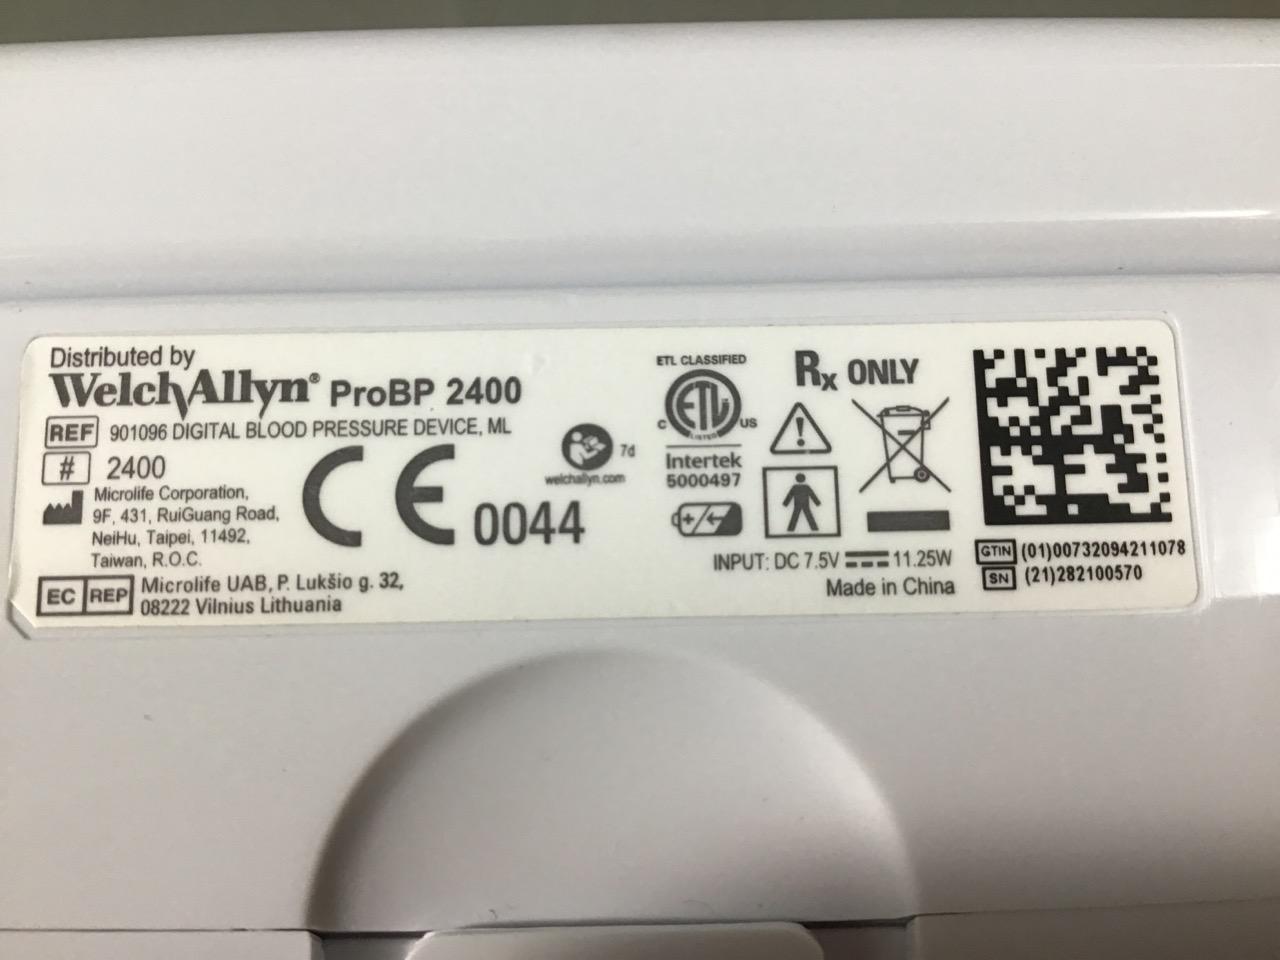 Distributed by
WelchAllyn® ProBP 2400
REF 901096 DIGITAL BLOOD PRESSURE DEVICE, ML
# 2400
Microlife Corporation,
9F, 431, RuiGuang Road,
NeiHu, Taipei, 11492,
Taiwan, R.O.C.
EC REP Microlife UAB, P. Lukšio g. 32,
08222 Vilnius Lithuania
CE 0044
7d
welchallyn.com
ETL CLASSIFIED
C ETL US
LISTED
Intertek
5000497
Rx ONLY
INPUT: DC 7.5V 11.25W
Made in China
GTIN (01)00732094211078
SN (21)282100570